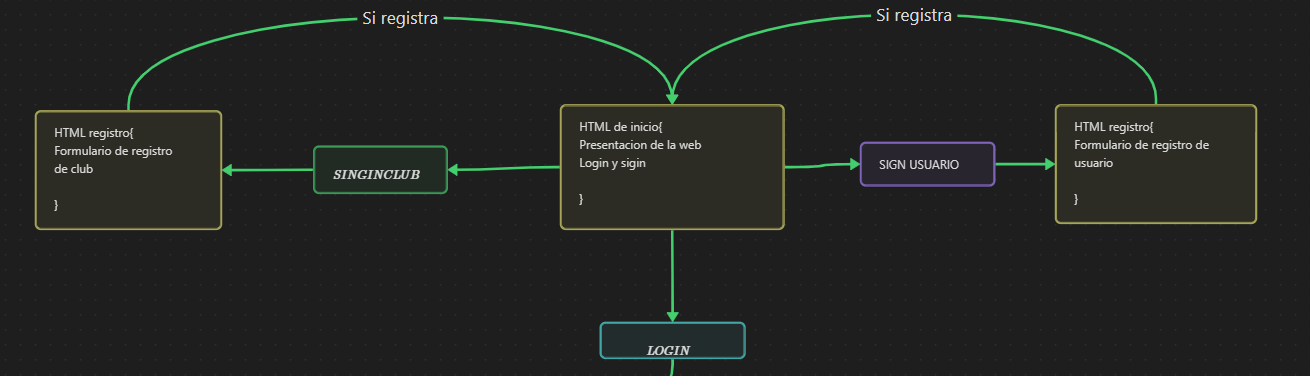 Si registra
Si registra
HTML registro{
Formulario de registro
de club
}
SINGINCLUB
HTML de inicio{
Presentacion de la web
Login y sigin
}
SIGN USUARIO
HTML registro{
Formulario de registro de
usuario
}
LOGIN